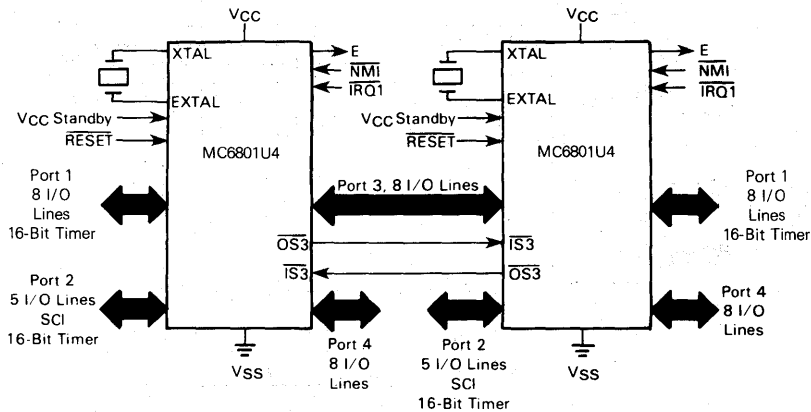 VCC
XTAL
E
NMI
IRQ1
EXTAL
VCC Standby
RESET
MC6801U4
Port 1
8 I/O
Lines
16-Bit Timer
Port 2
5 I/O Lines
SCI
16-Bit Timer
OS3
IS3
Port 4
8 I/O
Lines
VSS
Port 3, 8 I/O Lines
VCC
XTAL
E
NMI
IRQ1
EXTAL
VCC Standby
RESET
MC6801U4
Port 1
8 I/O
Lines
16-Bit Timer
IS3
OS3
Port 2
5 I/O Lines
SCI
16-Bit Timer
Port 4
8 I/O
Lines
VSS